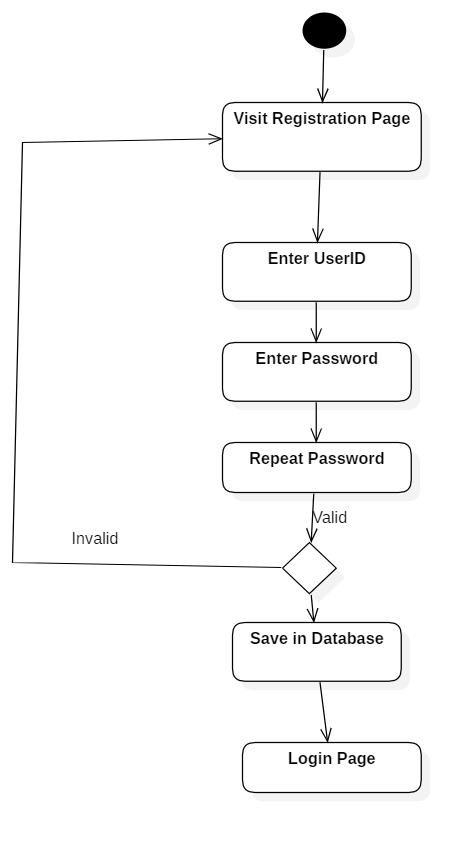 Visit Registration Page
Enter UserID
Enter Password
Repeat Password
Valid
Invalid
Save in Database
Login Page